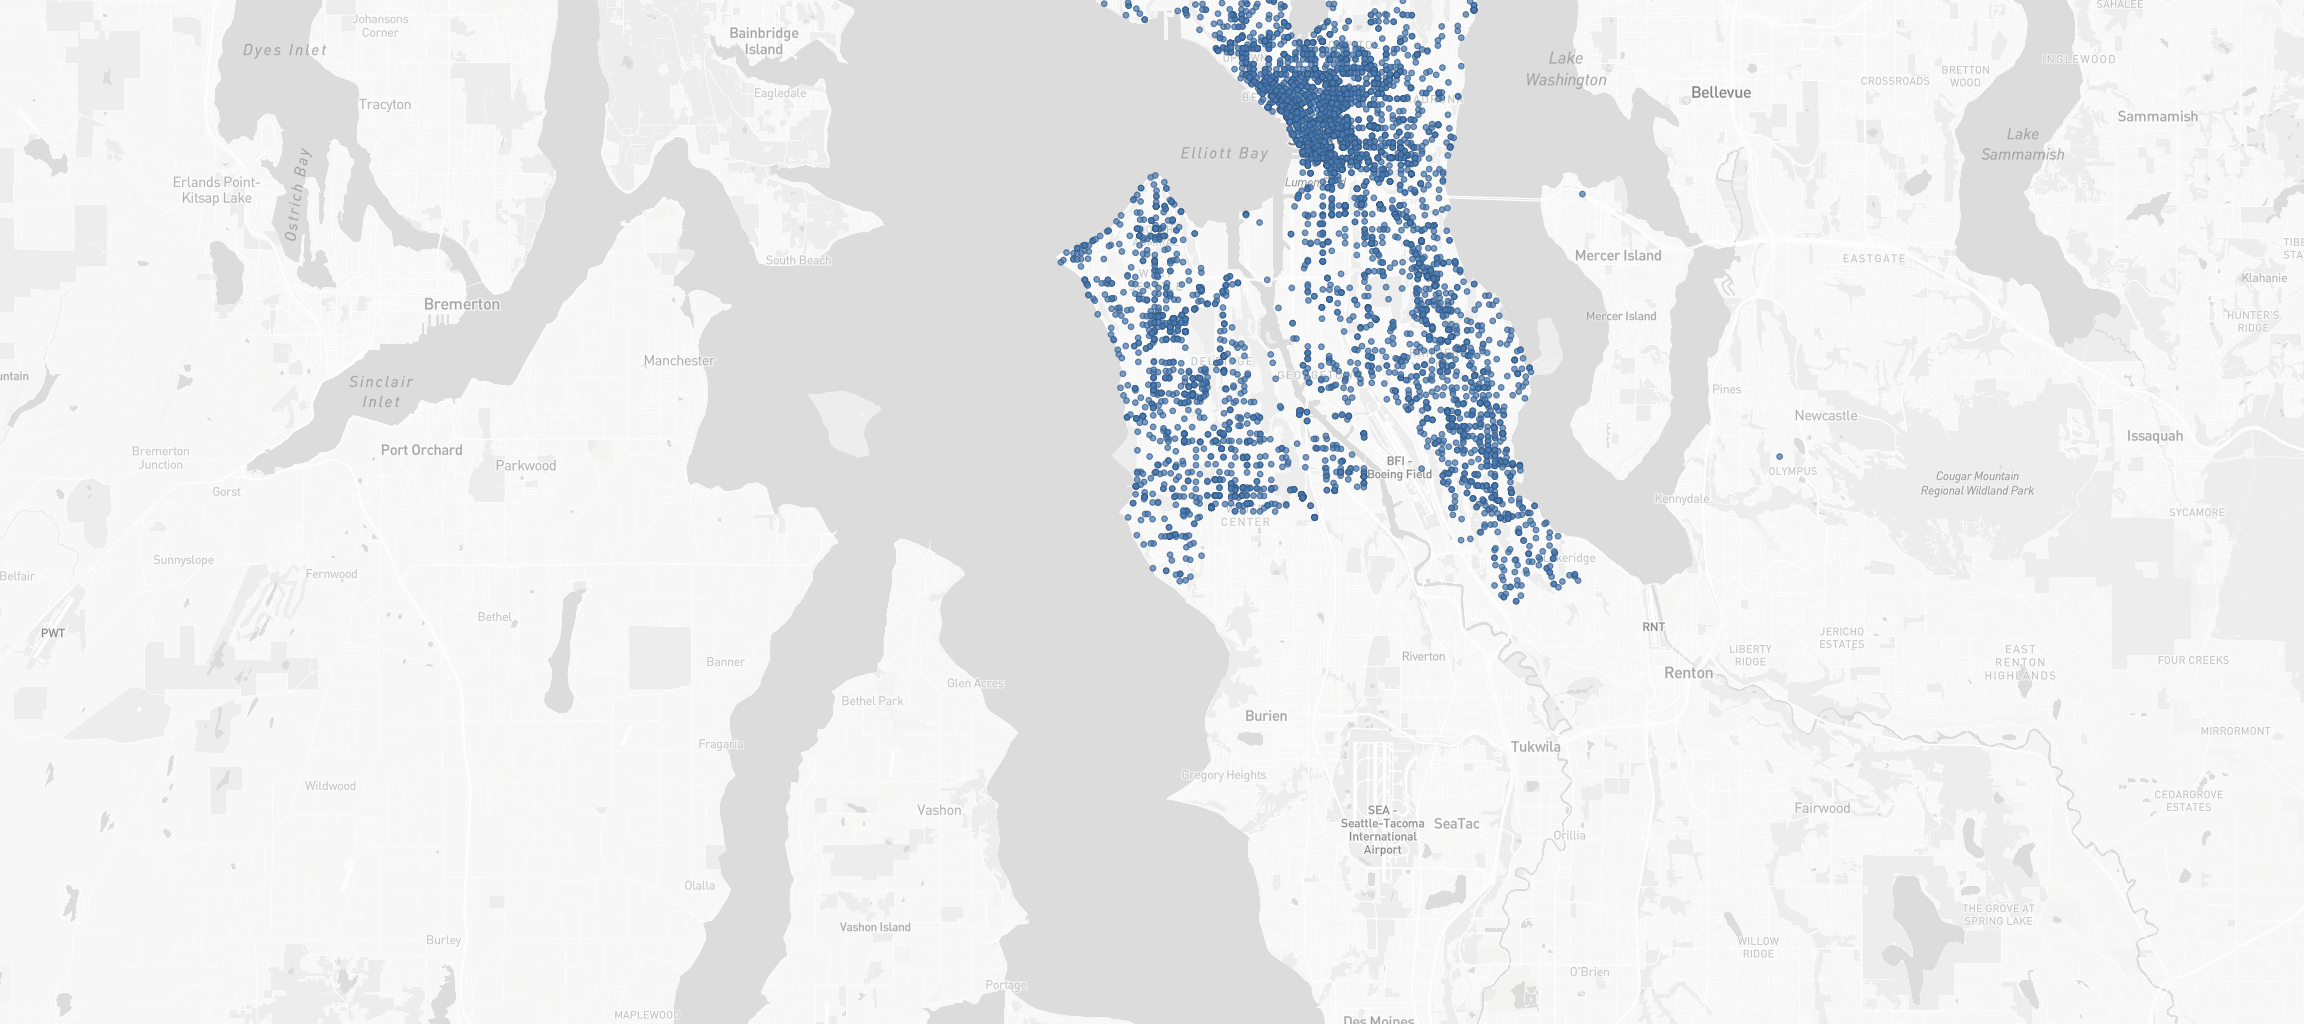 SAHALEE
Johansons
Corner
Dyes Inlet
Bainbridge
Island
Lake
Washington
INGLEWOOD
BRETTON
WOOD
CROSSROADS
Bellevue
Eagledale
Tracyton
Sammamish
Lake
Sammamish
Elliott Bay
Ostrich Bay
Erlands Point-
Kitsap Lake
Mercer Island
EASTGATE
South Beach
Klahanie
Bremerton
Mercer Island
HUNTER'S
RIDGE
Manchester
Sinclair
Inlet
Pines
Newcastle
Issaquah
Port Orchard
Bremerton
Junction
Parkwood
BFI -
Boeing Field
OLYMPUS
Cougar Mountain
Regional Wildland Park
Gorst
Kennydale
SYCAMORE
CENTER
Sunnyslope
Fernwood
Belfair
Bethel
PWT
RNT
JERICHO
ESTATES
LIBERTY
RIDGE
EAST
RENTON
HIGHLANDS
Riverton
Banner
FOUR CREEKS
Renton
Glen Acres
Bethel Park
Burien
MIRRORMONT
Fragaria
Tukwila
Gregory Heights
Wildwood
CEDARGROVE
ESTATES
Vashon
SEA -
Seattle-Tacoma
International
Airport
SeaTac
Fairwood
Orillia
Olalla
THE GROVE AT
SPRING LAKE
Vashon Island
Burley
WILLOW
RIDGE
O'Brien
Portage
MAPLEWOOD
Des Moines